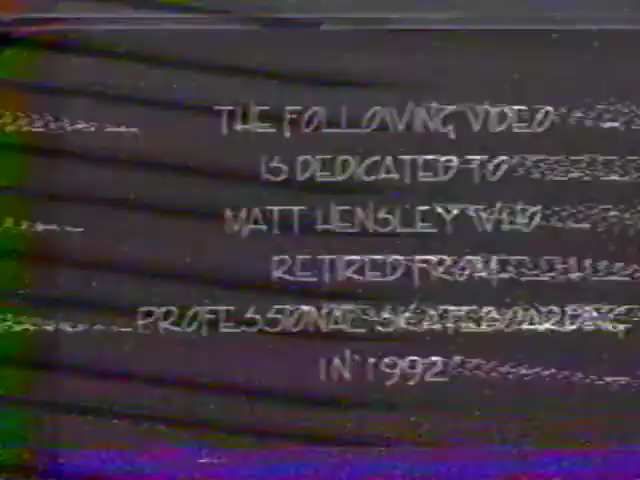 THE FOLLOWING VIDEO
IS DEDICATED TO
MATT HENSLEY WHO
RETIRED FROM
PROFESSIONAL SKATEBOARDING
IN 1992